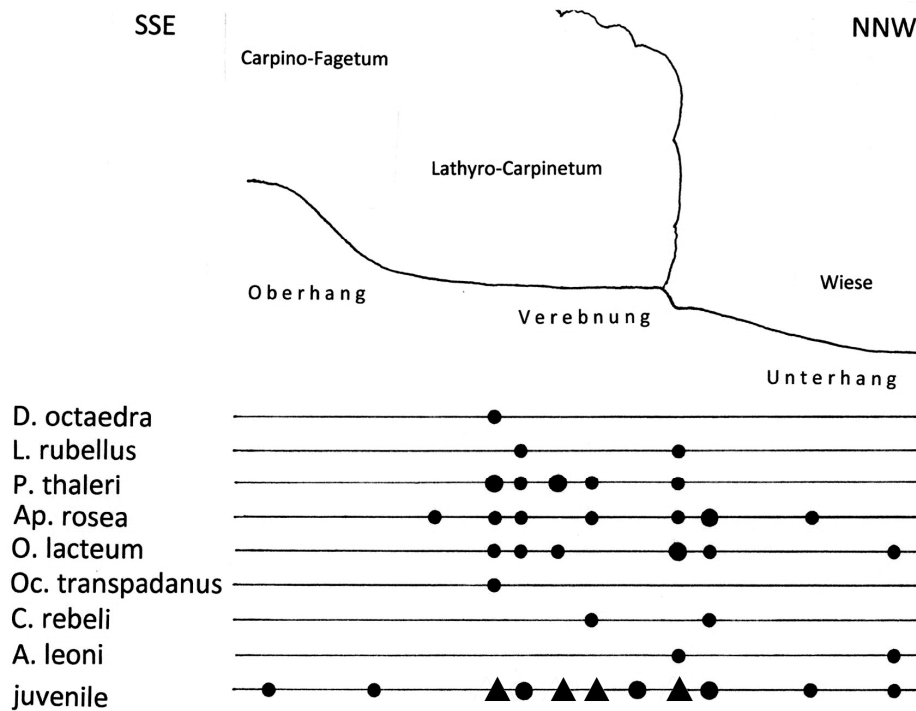 SSE
NNW
Carpino-Fagetum
Lathyro-Carpinetum
Wiese
Oberhang
Verebnung
Unterhang
D. octaedra
L. rubellus
P. thaleri
Ap. rosea
O. lacteum
Oc. transpadanus
C. rebeli
A. leoni
juvenile